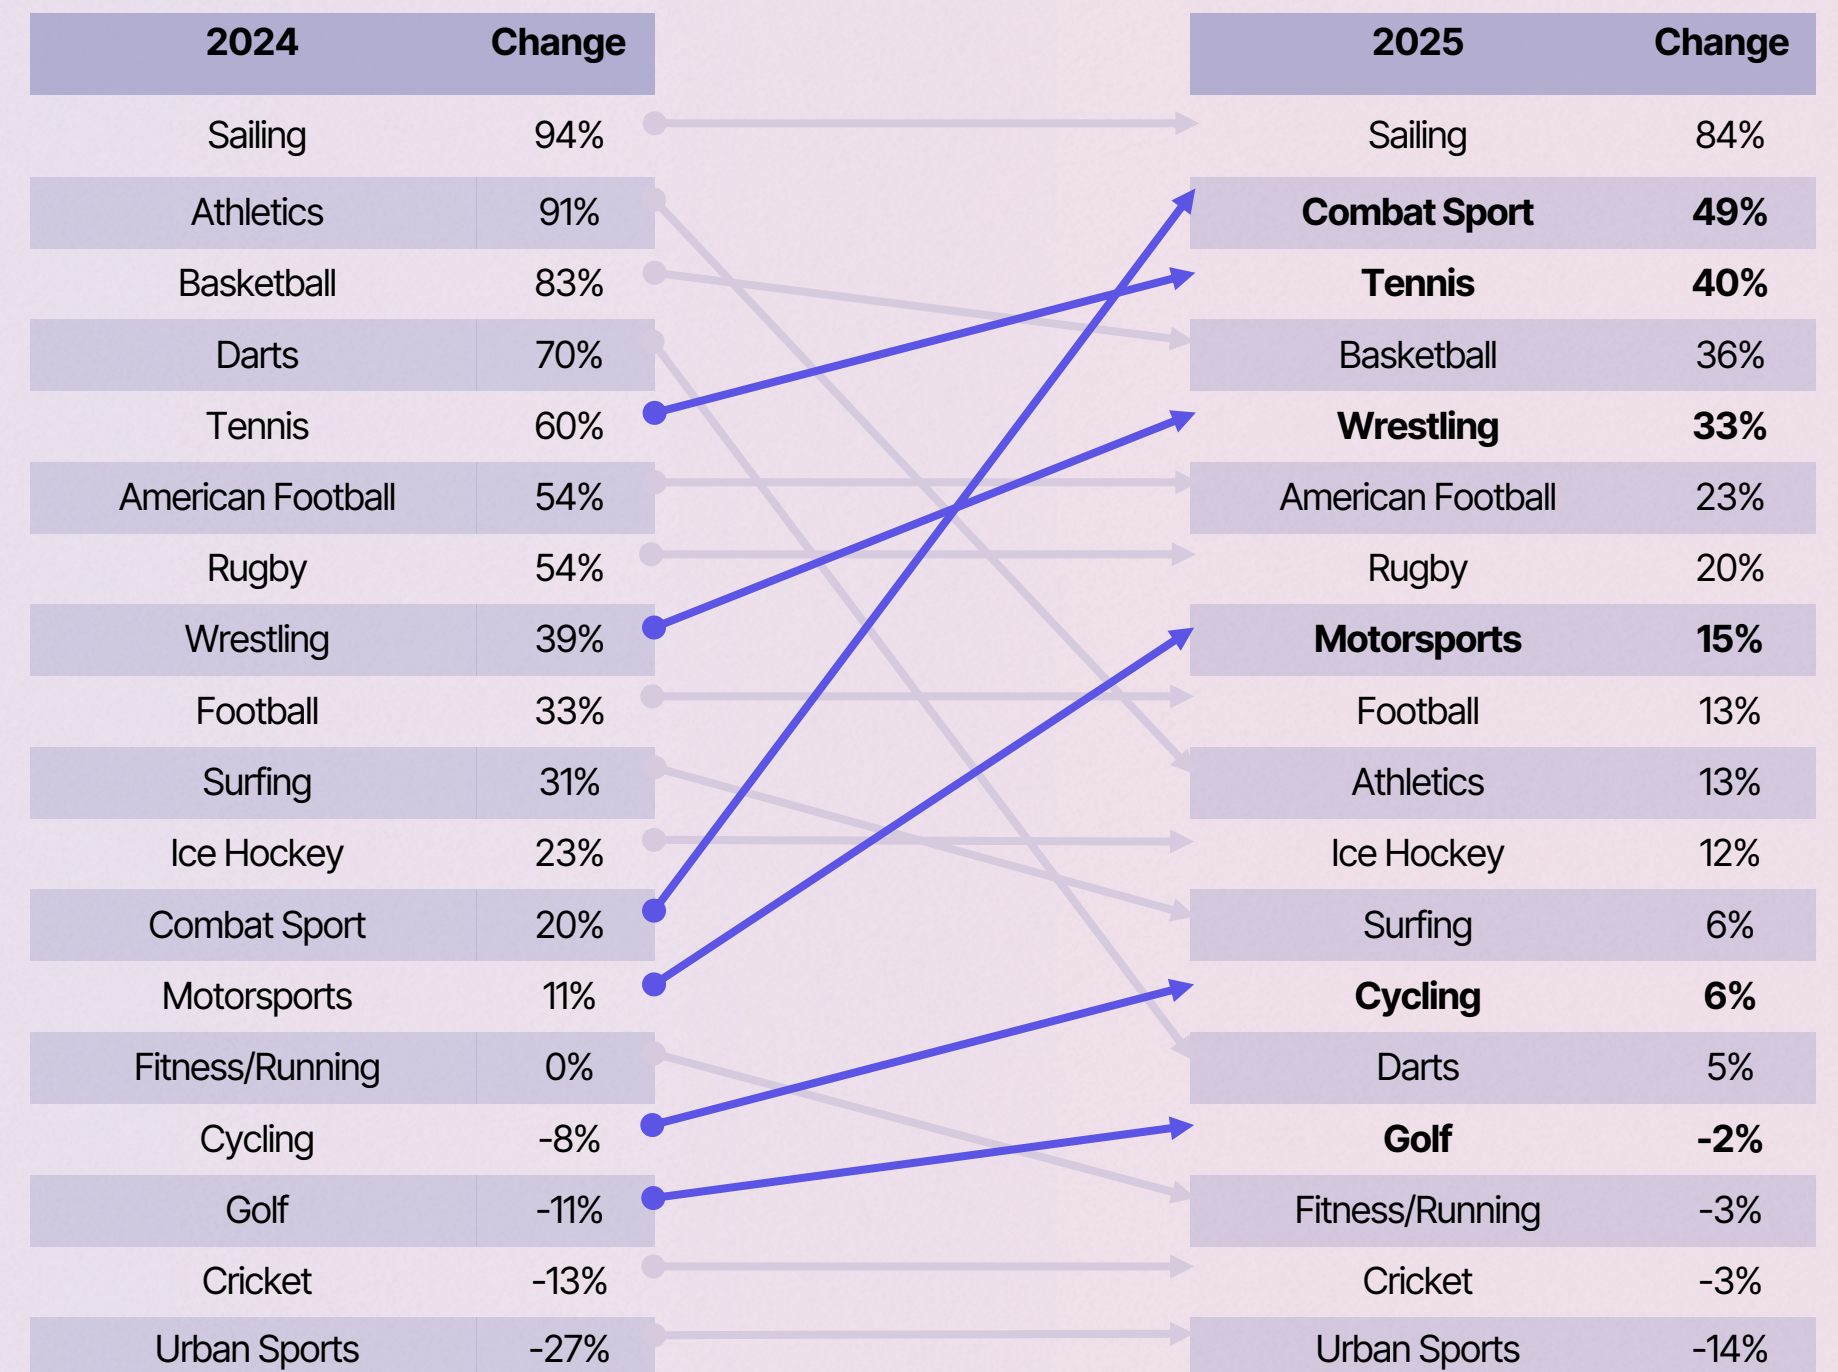 2024 Change 2025 Change
Sailing 94% Sailing 84%
Athletics 91% Combat Sport 49%
Basketball 83% Tennis 40%
Darts 70% Basketball 36%
Tennis 60% Wrestling 33%
American Football 54% American Football 23%
Rugby 54% Rugby 20%
Wrestling 39% Motorsports 15%
Football 33% Football 13%
Surfing 31% Athletics 13%
Ice Hockey 23% Ice Hockey 12%
Combat Sport 20% Surfing 6%
Motorsports 11% Cycling 6%
Fitness/Running 0% Darts 5%
Cycling -8% Golf -2%
Golf -11% Fitness/Running -3%
Cricket -13% Cricket -3%
Urban Sports -27% Urban Sports -14%